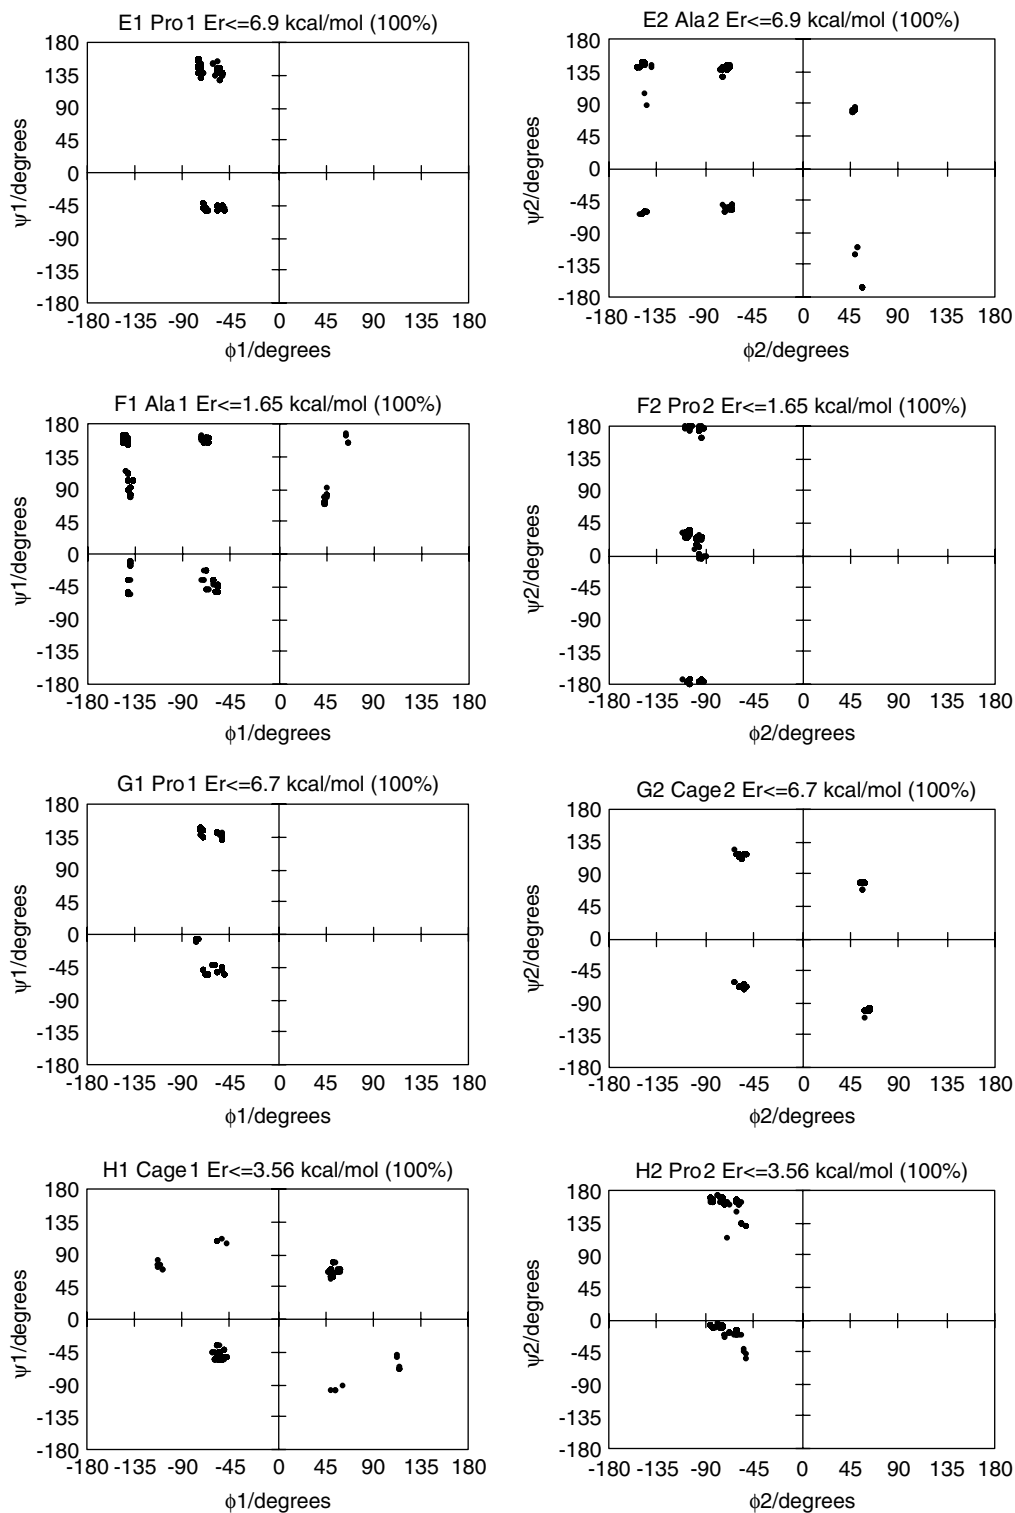 E1 Pro1 Er<=6.9 kcal/mol (100%)
180
135
90
45
0
-45
-90
-135
-180
ψ1/degrees
-180 -135 -90 -45 0 45 90 135 180
ϕ1/degrees
E2 Ala2 Er<=6.9 kcal/mol (100%)
180
135
90
45
0
-45
-90
-135
-180
ψ2/degrees
-180 -135 -90 -45 0 45 90 135 180
ϕ2/degrees
F1 Ala1 Er<=1.65 kcal/mol (100%)
180
135
90
45
0
-45
-90
-135
-180
ψ1/degrees
-180 -135 -90 -45 0 45 90 135 180
ϕ1/degrees
F2 Pro2 Er<=1.65 kcal/mol (100%)
180
135
90
45
0
-45
-90
-135
-180
ψ2/degrees
-180 -135 -90 -45 0 45 90 135 180
ϕ2/degrees
G1 Pro1 Er<=6.7 kcal/mol (100%)
180
135
90
45
0
-45
-90
-135
-180
ψ1/degrees
-180 -135 -90 -45 0 45 90 135 180
ϕ1/degrees
G2 Cage2 Er<=6.7 kcal/mol (100%)
180
135
90
45
0
-45
-90
-135
-180
ψ2/degrees
-180 -135 -90 -45 0 45 90 135 180
ϕ2/degrees
H1 Cage1 Er<=3.56 kcal/mol (100%)
180
135
90
45
0
-45
-90
-135
-180
ψ1/degrees
-180 -135 -90 -45 0 45 90 135 180
ϕ1/degrees
H2 Pro2 Er<=3.56 kcal/mol (100%)
180
135
90
45
0
-45
-90
-135
-180
ψ2/degrees
-180 -135 -90 -45 0 45 90 135 180
ϕ2/degrees